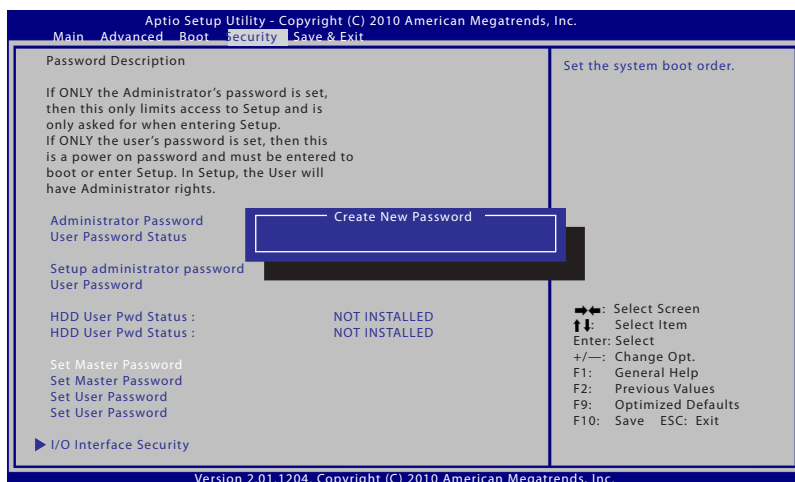 Aptio Setup Utility - Copyright (C) 2010 American Megatrends, Inc.
Main Advanced Boot Security Save & Exit
Password Description
If ONLY the Administrator's password is set,
then this only limits access to Setup and is
only asked for when entering Setup.
If ONLY the user's password is set, then this
is a power on password and must be entered to
boot or enter Setup. In Setup, the User will
have Administrator rights.
Administrator Password
User Password Status
Create New Password
Setup administrator password
User Password
HDD User Pwd Status : NOT INSTALLED
HDD User Pwd Status : NOT INSTALLED
Set Master Password
Set Master Password
Set User Password
Set User Password
I/O Interface Security
Set the system boot order.
→←: Select Screen
↑↓: Select Item
Enter: Select
+/—: Change Opt.
F1: General Help
F2: Previous Values
F9: Optimized Defaults
F10: Save ESC: Exit
Version 2.01.1204. Copyright (C) 2010 American Megatrends, Inc.